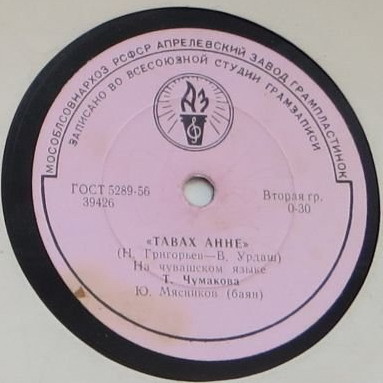 МОСОБЛСОВНАРХОЗ РСФСР АПРЕЛЕВСКИЙ ЗАВОД ГРАМПЛАСТИНОК
ЗАПИСАНО ВО ВСЕСОЮЗНОЙ СТУДИИ ГРАМЗАПИСИ
АЗ
ГОСТ 5289-56
39426
Вторая гр.
0-30
«ТАВАХ АННЕ»
(Н. Григорьев—В. Урдаш)
На чувашском языке
Т. Чумакова
Ю. Мясников (баян)